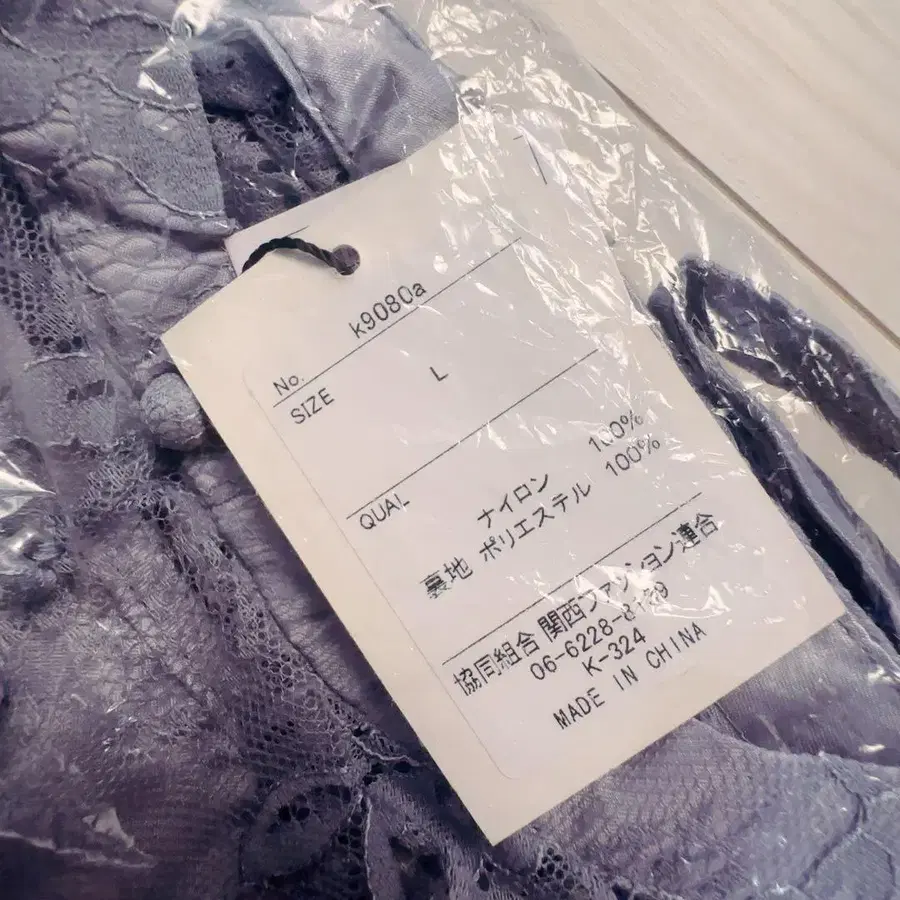 No. k9080a
SIZE L
QUAL ナイロン 100%
裏地 ポリエステル 100%
協同組合 関西ファッション連合
K-324
MADE IN CHINA